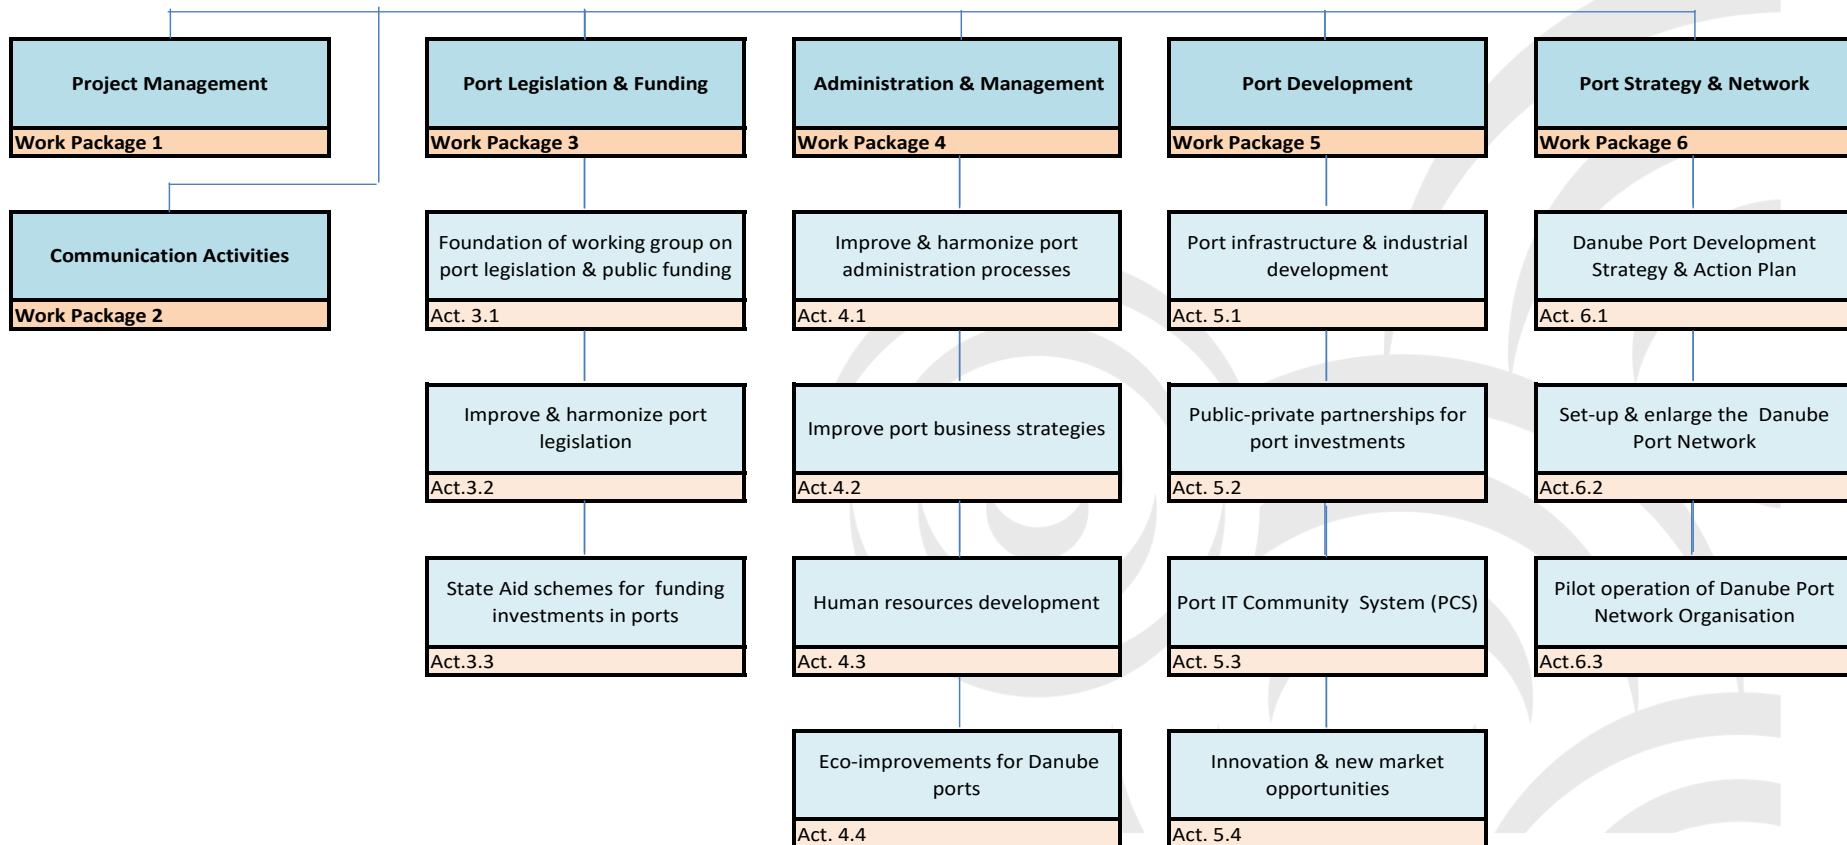 Project Management
Work Package 1
Communication Activities
Work Package 2
Port Legislation & Funding
Work Package 3
Foundation of working group on
port legislation & public funding
Act. 3.1
Improve & harmonize port
legislation
Act.3.2
State Aid schemes for  funding
investments in ports
Act.3.3
Administration & Management
Work Package 4
Improve & harmonize port
administration processes
Act. 4.1
Improve port business strategies
Act.4.2
Human resources development
Act. 4.3
Eco-improvements for Danube
ports
Act. 4.4
Port Development
Work Package 5
Port infrastructure & industrial
development
Act. 5.1
Public-private partnerships for
port investments
Act. 5.2
Port IT Community  System (PCS)
Act. 5.3
Innovation & new market
opportunities
Act. 5.4
Port Strategy & Network
Work Package 6
Danube Port Development
Strategy & Action Plan
Act. 6.1
Set-up & enlarge the  Danube
Port Network
Act.6.2
Pilot operation of Danube Port
Network Organisation
Act.6.3